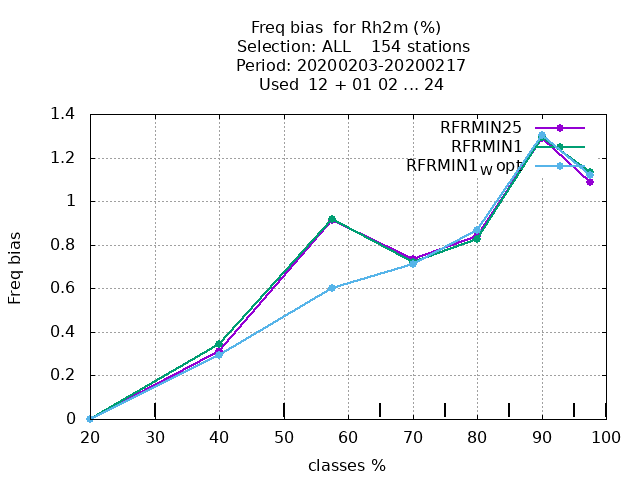 Freq bias  for Rh2m (%)
Selection: ALL    154 stations
Period: 20200203-20200217
Used  12 + 01 02 ... 24
1.4
1.2
1
0.8
0.6
0.4
0.2
0
Freq bias
RFRMIN25
RFRMIN1
RFRMIN1W opt
20 30 40 50 60 70 80 90 100
classes %